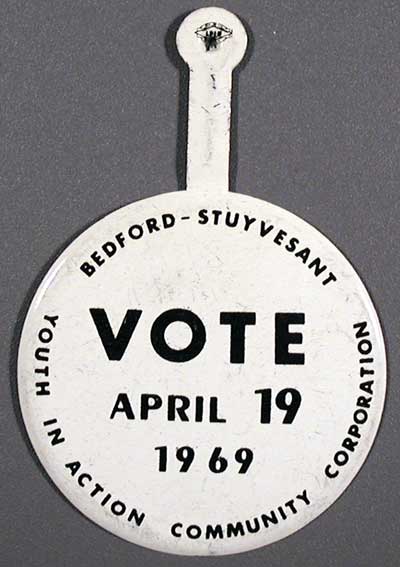 BEDFORD-STUYVESANT
VOTE
APRIL 19
1969
YOUTH IN ACTION COMMUNITY CORPORATION